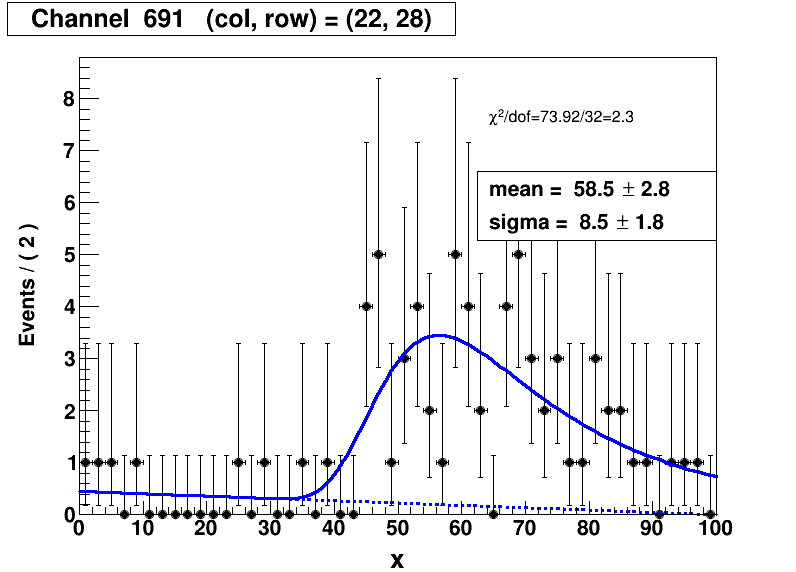 Channel 691 (col, row) = (22, 28)
χ²/dof=73.92/32=2.3
mean = 58.5 ± 2.8
sigma = 8.5 ± 1.8
Events / ( 2 )
8
7
6
5
4
3
2
1
0
0 10 20 30 40 50 60 70 80 90 100
x